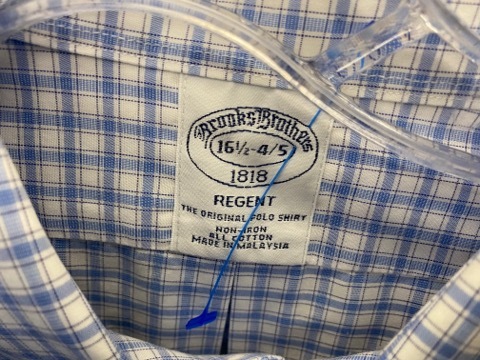 Brooks Brothers
16½-4/5
1818
REGENT
THE ORIGINAL POLO SHIRT
NON-IRON
ALL COTTON
MADE IN MALAYSIA